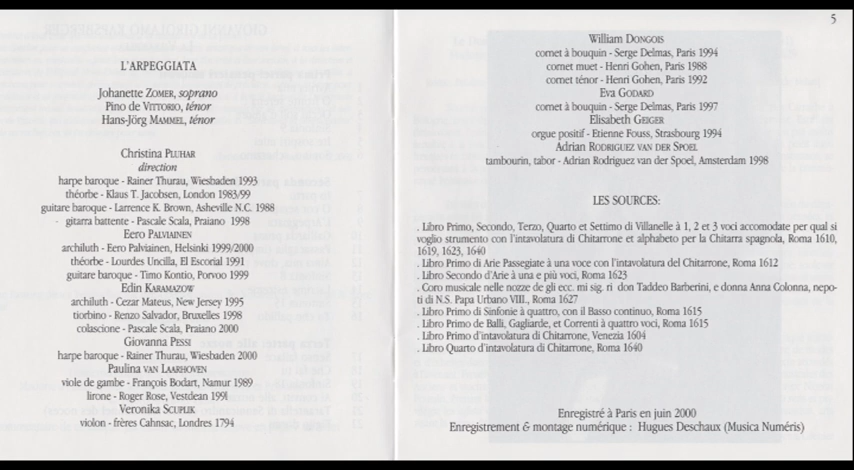 L'ARPEGGIATA
Johanette ZOMER, soprano
Pino de VITTORIO, ténor
Hans-Jörg MAMMEL, ténor
Christina PLUHAR
direction
harpe baroque - Rainer Thurau, Wiesbaden 1993
théorbe - Klaus T. Jacobsen, London 1983/99
guitare baroque - Larrence K. Brown, Asheville N.C. 1988
gitarra battente - Pascale Scala, Praiano 1998
Eero PALVIAINEN
archiluth - Eero Palviainen, Helsinki 1999/2000
théorbe - Lourdes Uncilla, El Escorial 1991
guitare baroque - Timo Kontio, Porvoo 1999
Edin KARAMAZOW
archiluth - Cezar Mateus, New Jersey 1995
tiorbino - Renzo Salvador, Bruxelles 1998
colascione - Pascale Scala, Praiano 2000
Giovanna PESSI
harpe baroque - Rainer Thurau, Wiesbaden 2000
Paulina VAN LAARHOVEN
viole de gambe - François Bodart, Namur 1989
lirone - Roger Rose, Vestdean 1991
Veronika SCUPLIK
violon - frères Cahnsac, Londres 1794
5
William DONGOIS
cornet à bouquin - Serge Delmas, Paris 1994
cornet muet - Henri Gohen, Paris 1988
cornet ténor - Henri Gohen, Paris 1992
Eva GODARD
cornet à bouquin - Serge Delmas, Paris 1997
Elisabeth GEIGER
orgue positif - Etienne Fouss, Strasbourg 1994
Adrian RODRIGUEZ VAN DER SPOEL
tambourin, tabor - Adrian Rodriguez van der Spoel, Amsterdam 1998
LES SOURCES:
. Libro Primo, Secondo, Terzo, Quarto et Settimo di Villanelle à 1, 2 et 3 voci accomodate per qual si
voglio strumento con l'intavolatura di Chitarrone et alphabeto per la Chitarra spagnola, Roma 1610,
1619, 1623, 1640
. Libro Primo di Arie Passegiate à una voce con l'intavolatura del Chitarrone, Roma 1612
. Libro Secondo d'Arie à una e più voci, Roma 1623
. Coro musicale nelle nozze de gli ecc. mi sig. ri don Taddeo Barberini, e donna Anna Colonna, nepo-
ti di N.S. Papa Urbano VIII., Roma 1627
. Libro Primo di Sinfonie à quattro, con il Basso continuo, Roma 1615
. Libro Primo de Balli, Gagliarde, et Correnti à quattro voci, Roma 1615
. Libro Primo d'intavolatura di Chitarrone, Venezia 1604
. Libro Quarto d'intavolatura di Chitarrone, Roma 1640
Enregistré à Paris en juin 2000
Enregistrement & montage numérique : Hugues Deschaux (Musica Numéris)